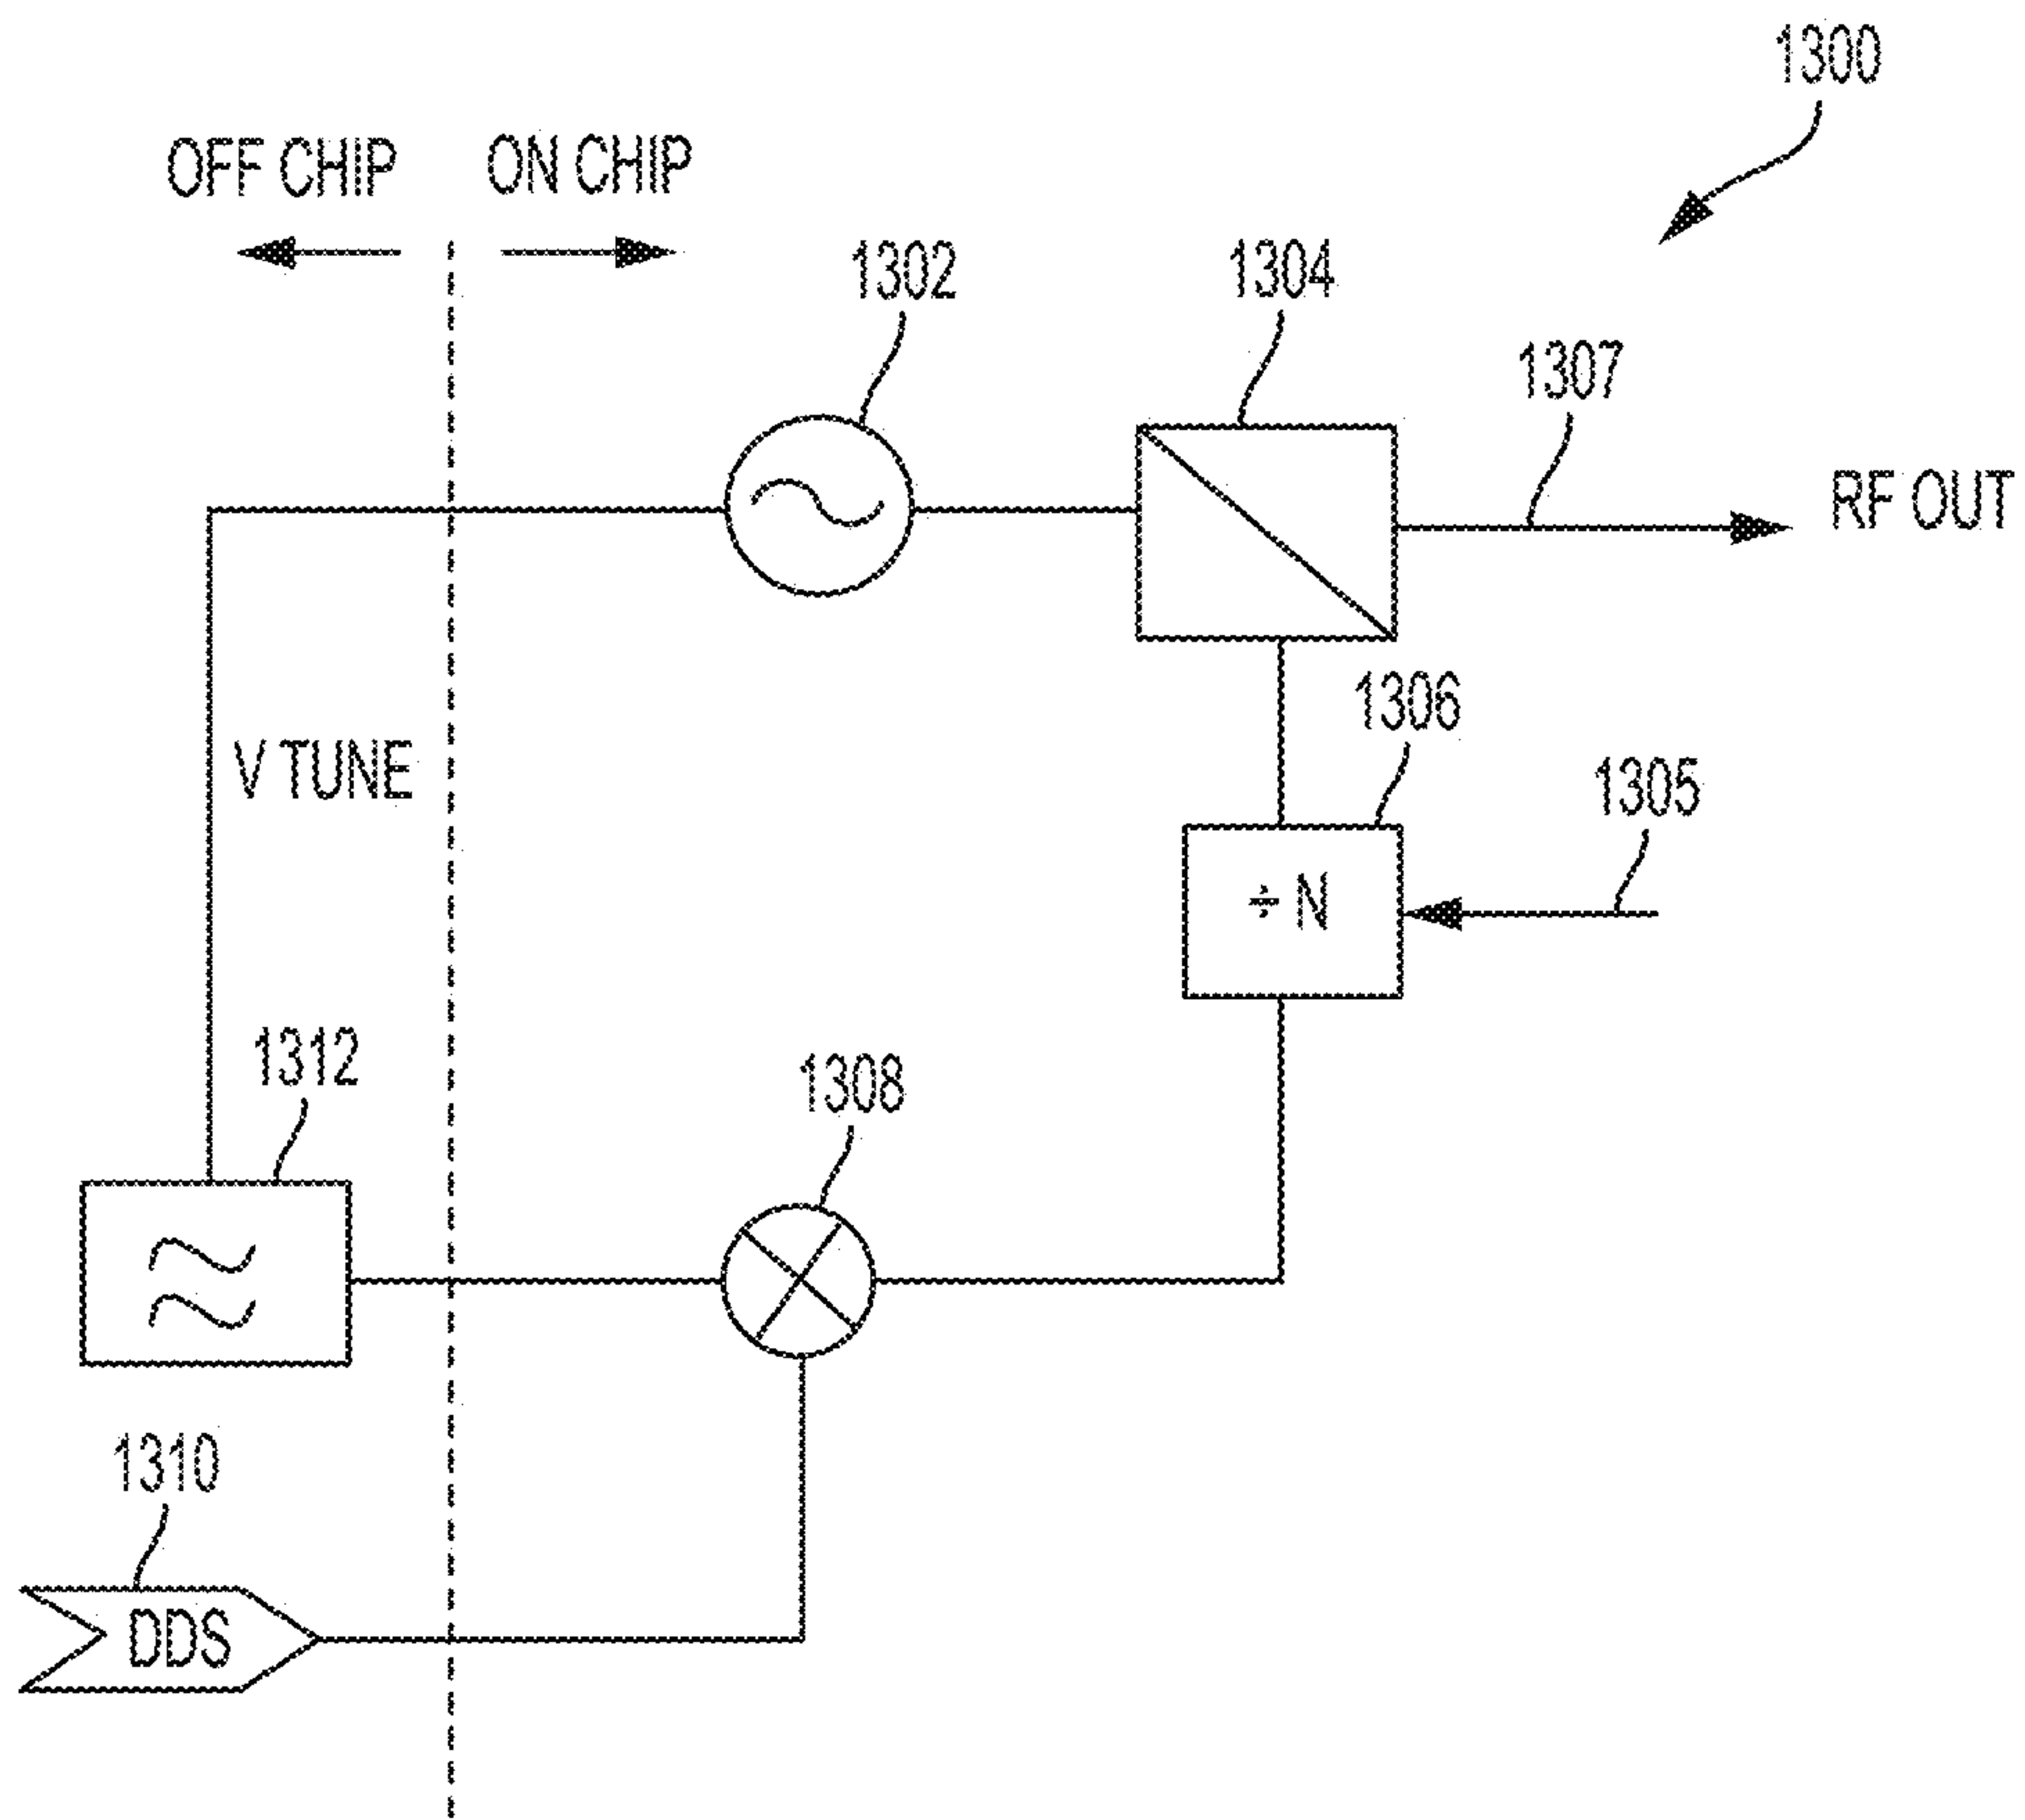 1300
OFF CHIP
ON CHIP
1302
1304
1307
RF OUT
1306
V TUNE
1305
÷ N
1312
1308
1310
DDS